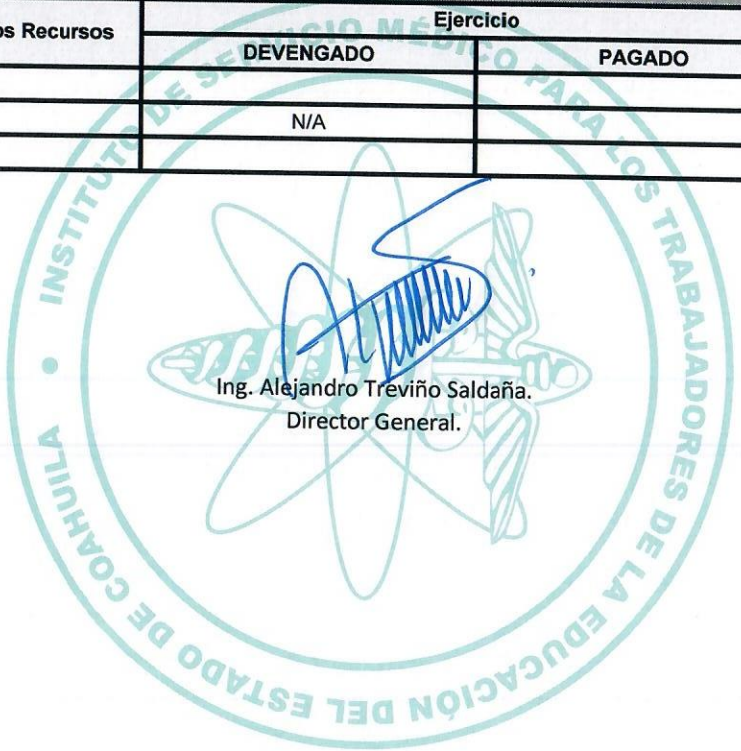 os Recursos
Ejercicio
DEVENGADO
PAGADO
N/A
INSTITUTO DE SERVICIO MÉDICO PARA LOS TRABAJADORES DE LA EDUCACIÓN DEL ESTADO DE COAHUILA
Ing. Alejandro Treviño Saldaña.
Director General.